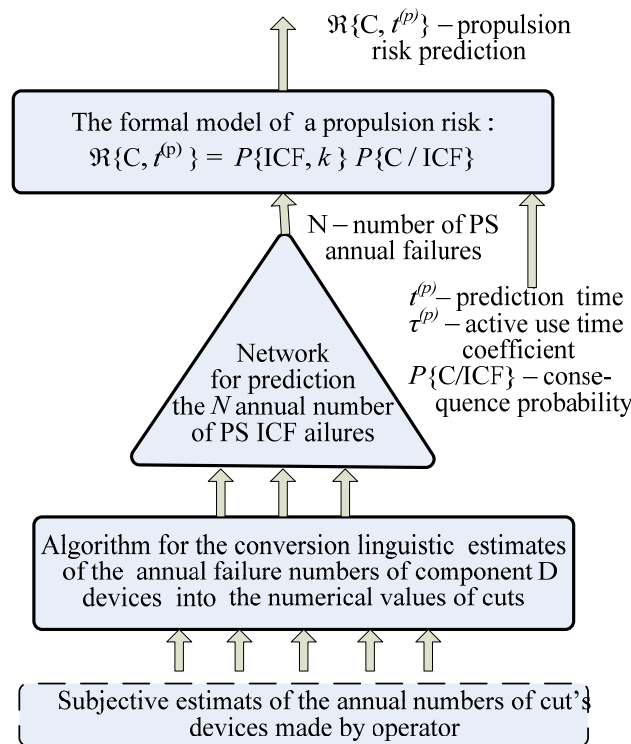 ℜ{C, t⁽ᵖ⁾ } – propulsion
risk prediction
The formal model of a propulsion risk :
ℜ{C, t⁽ᵖ⁾ } = P{ICF, k } P{C / ICF}
N – number of PS
annual failures
t⁽ᵖ⁾ – prediction time
τ⁽ᵖ⁾ – active use time
coefficient
P{C/ICF} – conse-
quence probability
Network
for prediction
the N annual number
of PS ICF ailures
Algorithm for the conversion linguistic estimates
of the annual failure numbers of component D
devices into the numerical values of cuts
Subjective estimats of the annual numbers of cut's
devices made by operator